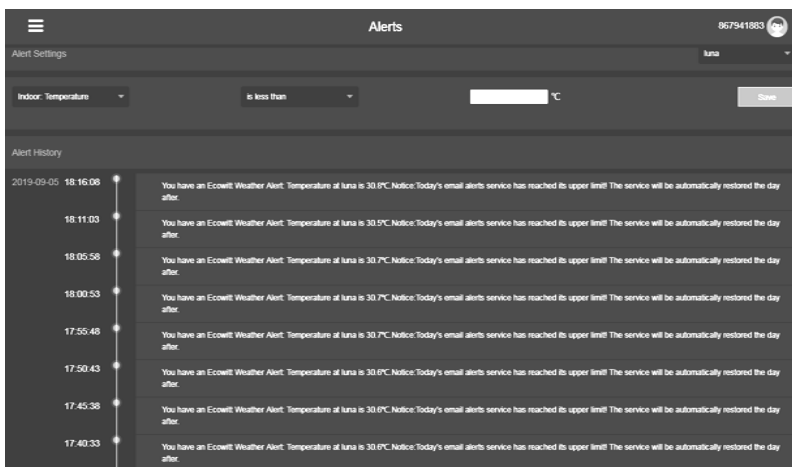 Alerts
867941883
Alert Settings
luna
Indoor: Temperature
is less than
℃
Save
Alert History
2019-09-05 18:16:08
You have an Ecowitt Weather Alert: Temperature at luna is 30.8℃.Notice:Today's email alerts service has reached its upper limit! The service will be automatically restored the day
after.
18:11:03
You have an Ecowitt Weather Alert: Temperature at luna is 30.5℃.Notice:Today's email alerts service has reached its upper limit! The service will be automatically restored the day
after.
18:05:58
You have an Ecowitt Weather Alert: Temperature at luna is 30.7℃.Notice:Today's email alerts service has reached its upper limit! The service will be automatically restored the day
after.
18:00:53
You have an Ecowitt Weather Alert: Temperature at luna is 30.7℃.Notice:Today's email alerts service has reached its upper limit! The service will be automatically restored the day
after.
17:55:48
You have an Ecowitt Weather Alert: Temperature at luna is 30.7℃.Notice:Today's email alerts service has reached its upper limit! The service will be automatically restored the day
after.
17:50:43
You have an Ecowitt Weather Alert: Temperature at luna is 30.6℃.Notice:Today's email alerts service has reached its upper limit! The service will be automatically restored the day
after.
17:45:38
You have an Ecowitt Weather Alert: Temperature at luna is 30.6℃.Notice:Today's email alerts service has reached its upper limit! The service will be automatically restored the day
after.
17:40:33
You have an Ecowitt Weather Alert: Temperature at luna is 30.6℃.Notice:Today's email alerts service has reached its upper limit! The service will be automatically restored the day
after.